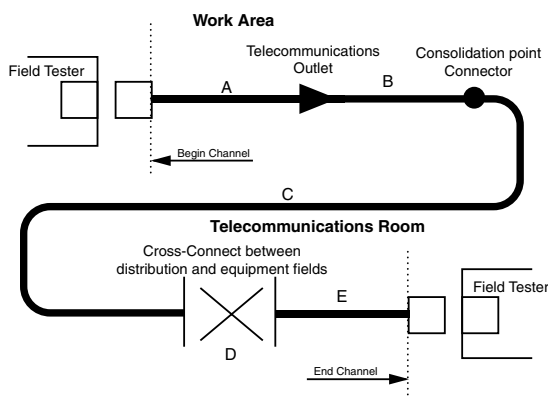 Work Area
Telecommunications
Outlet
Consolidation point
Connector
Field Tester
A
B
Begin Channel
C
Telecommunications Room
Cross-Connect between
distribution and equipment fields
Field Tester
E
D
End Channel